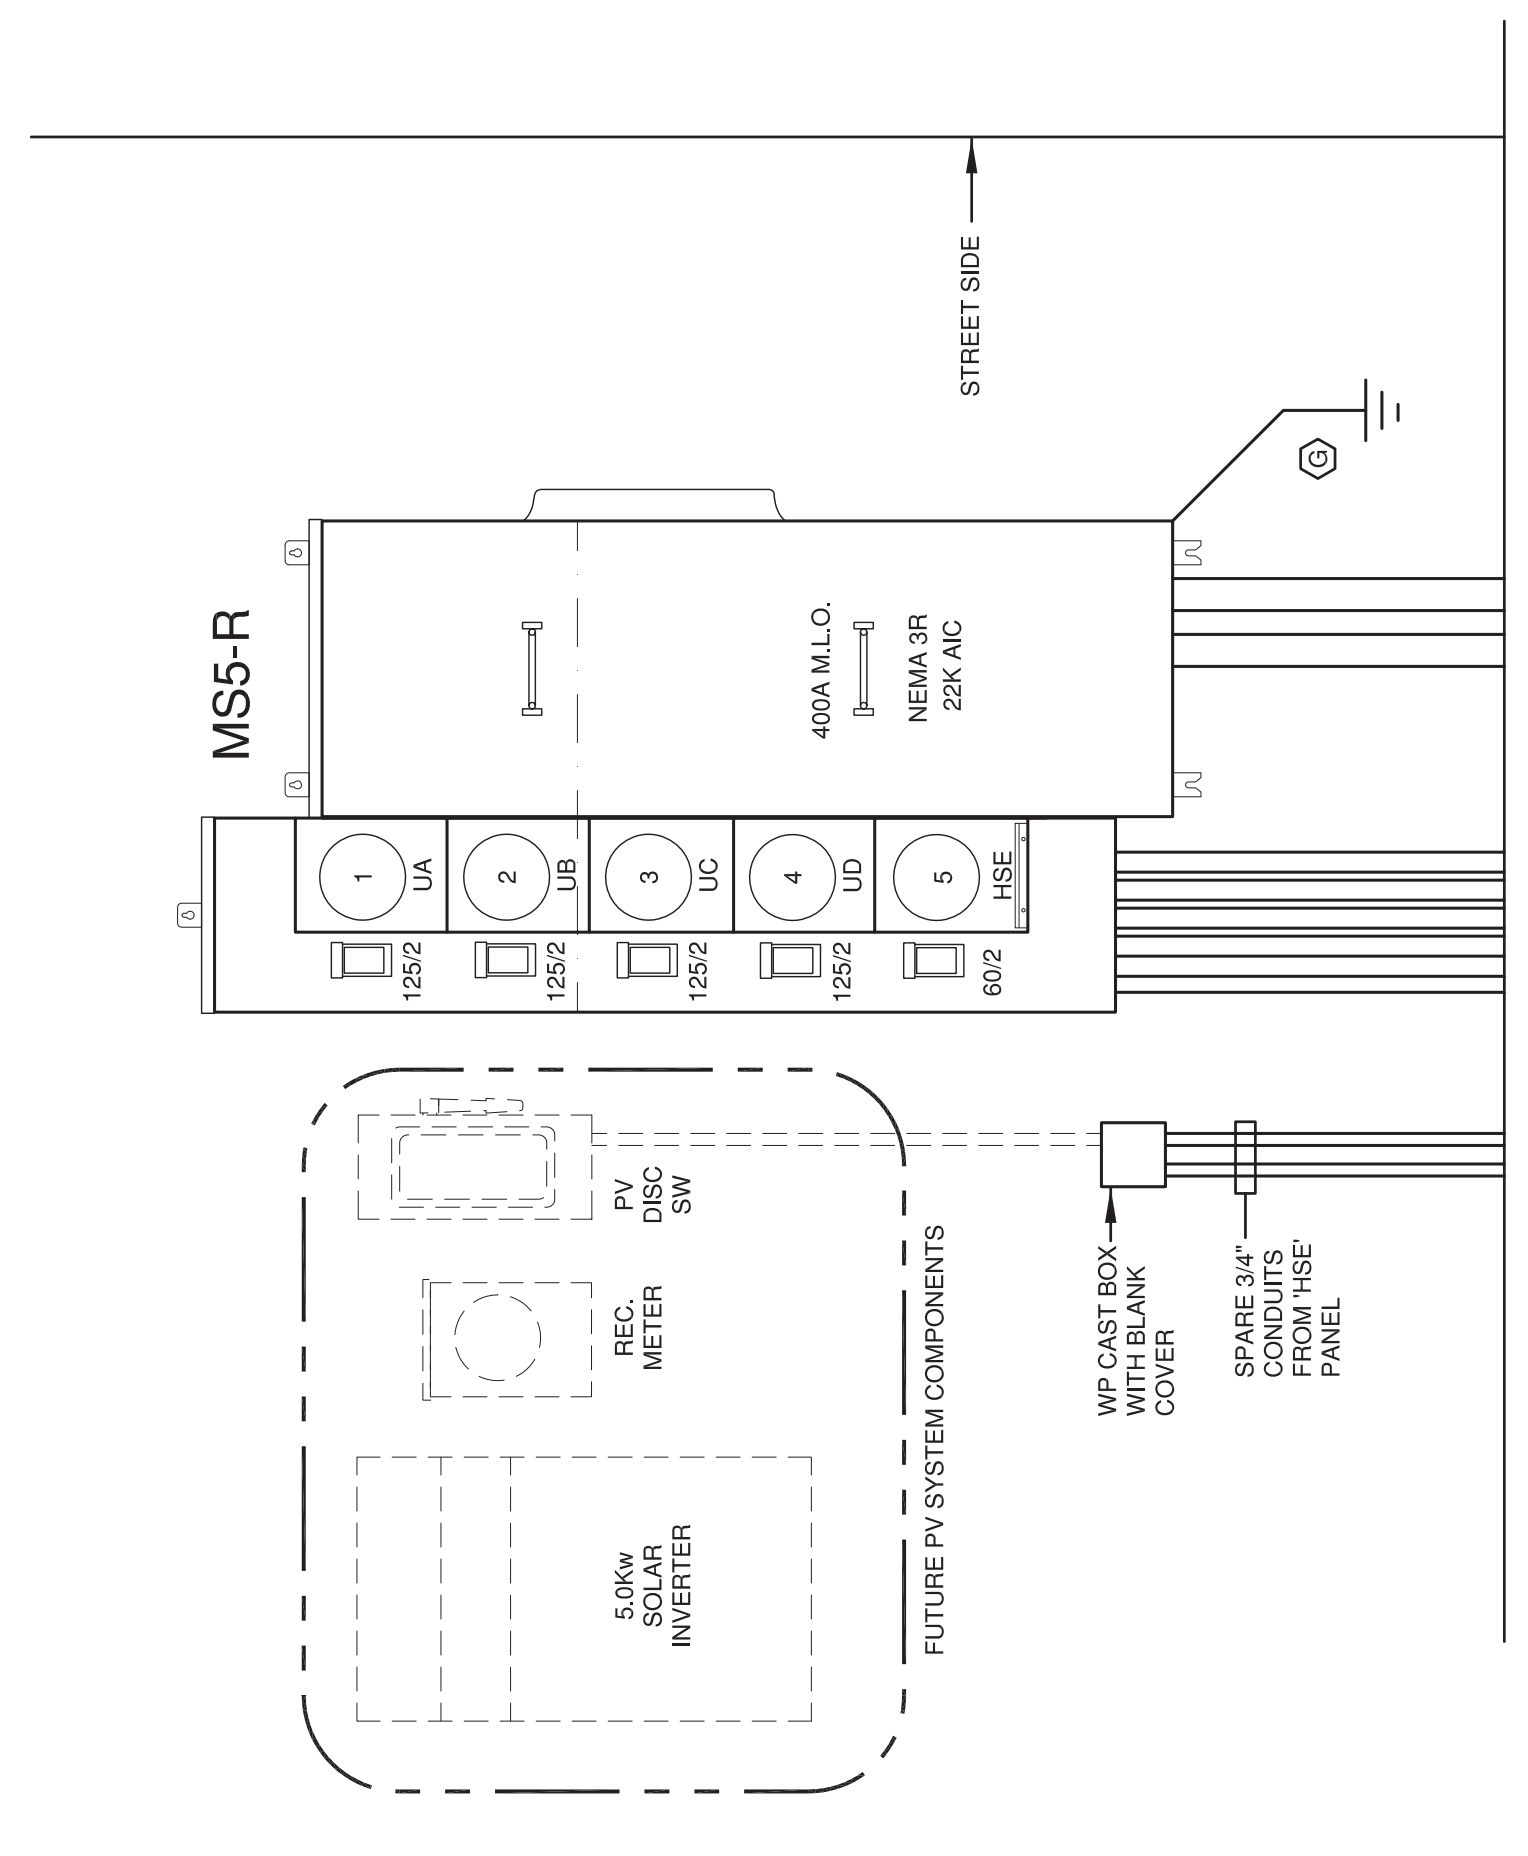 MS5-R
1
UA
125/2
2
UB
125/2
3
UC
125/2
4
UD
125/2
5
HSE
60/2
400A M.L.O.
NEMA 3R
22K AIC
STREET SIDE
G
PV
DISC
SW
REC.
METER
5.0Kw
SOLAR
INVERTER
FUTURE PV SYSTEM COMPONENTS
WP CAST BOX
WITH BLANK
COVER
SPARE 3/4"
CONDUITS
FROM 'HSE'
PANEL